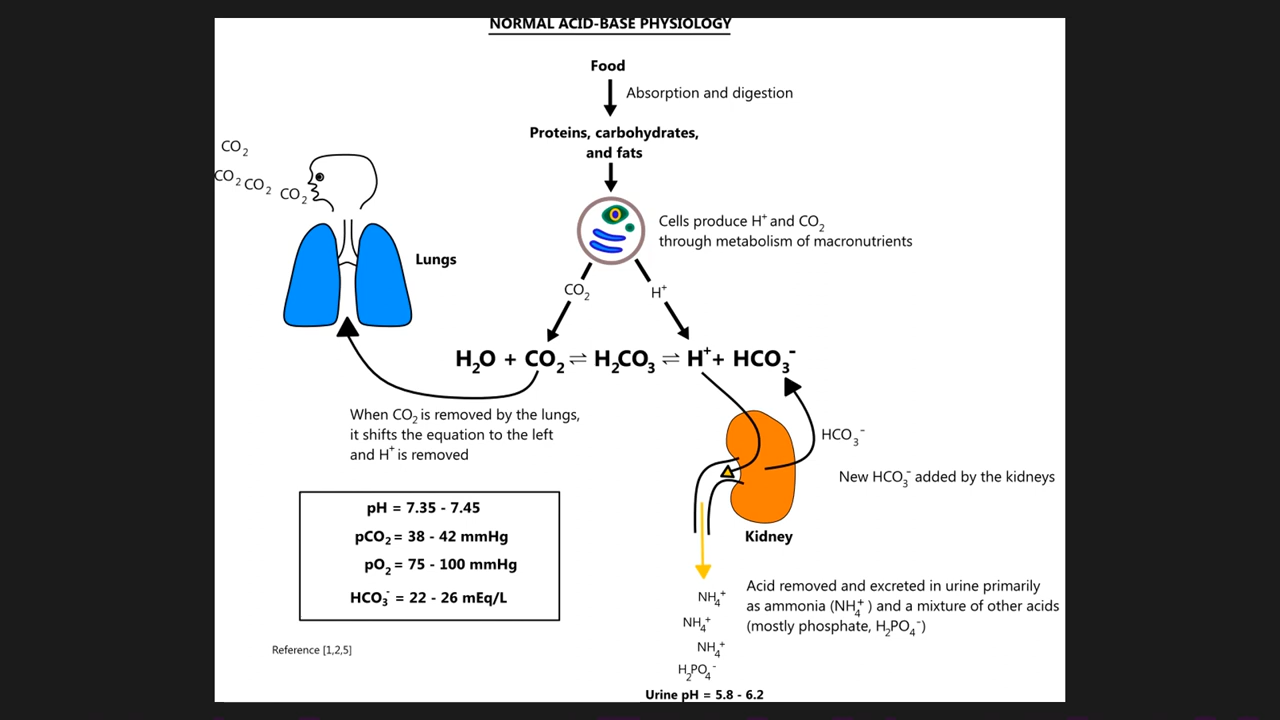 NORMAL ACID-BASE PHYSIOLOGY
Food
Absorption and digestion
Proteins, carbohydrates,
and fats
CO₂
CO₂ CO₂ CO₂
Cells produce H⁺ and CO₂
through metabolism of macronutrients
Lungs
CO₂
H⁺
H₂O + CO₂ ⇌ H₂CO₃ ⇌ H⁺ + HCO₃⁻
When CO₂ is removed by the lungs,
it shifts the equation to the left
and H⁺ is removed
HCO₃⁻
New HCO₃⁻ added by the kidneys
Kidney
pH = 7.35 - 7.45
pCO₂ = 38 - 42 mmHg
pO₂ = 75 - 100 mmHg
HCO₃⁻ = 22 - 26 mEq/L
Acid removed and excreted in urine primarily
as ammonia (NH₄⁺ ) and a mixture of other acids
(mostly phosphate, H₂PO₄⁻)
NH₄⁺
NH₄⁺
NH₄⁺
H₂PO₄⁻
Urine pH = 5.8 - 6.2
Reference [1,2,5]